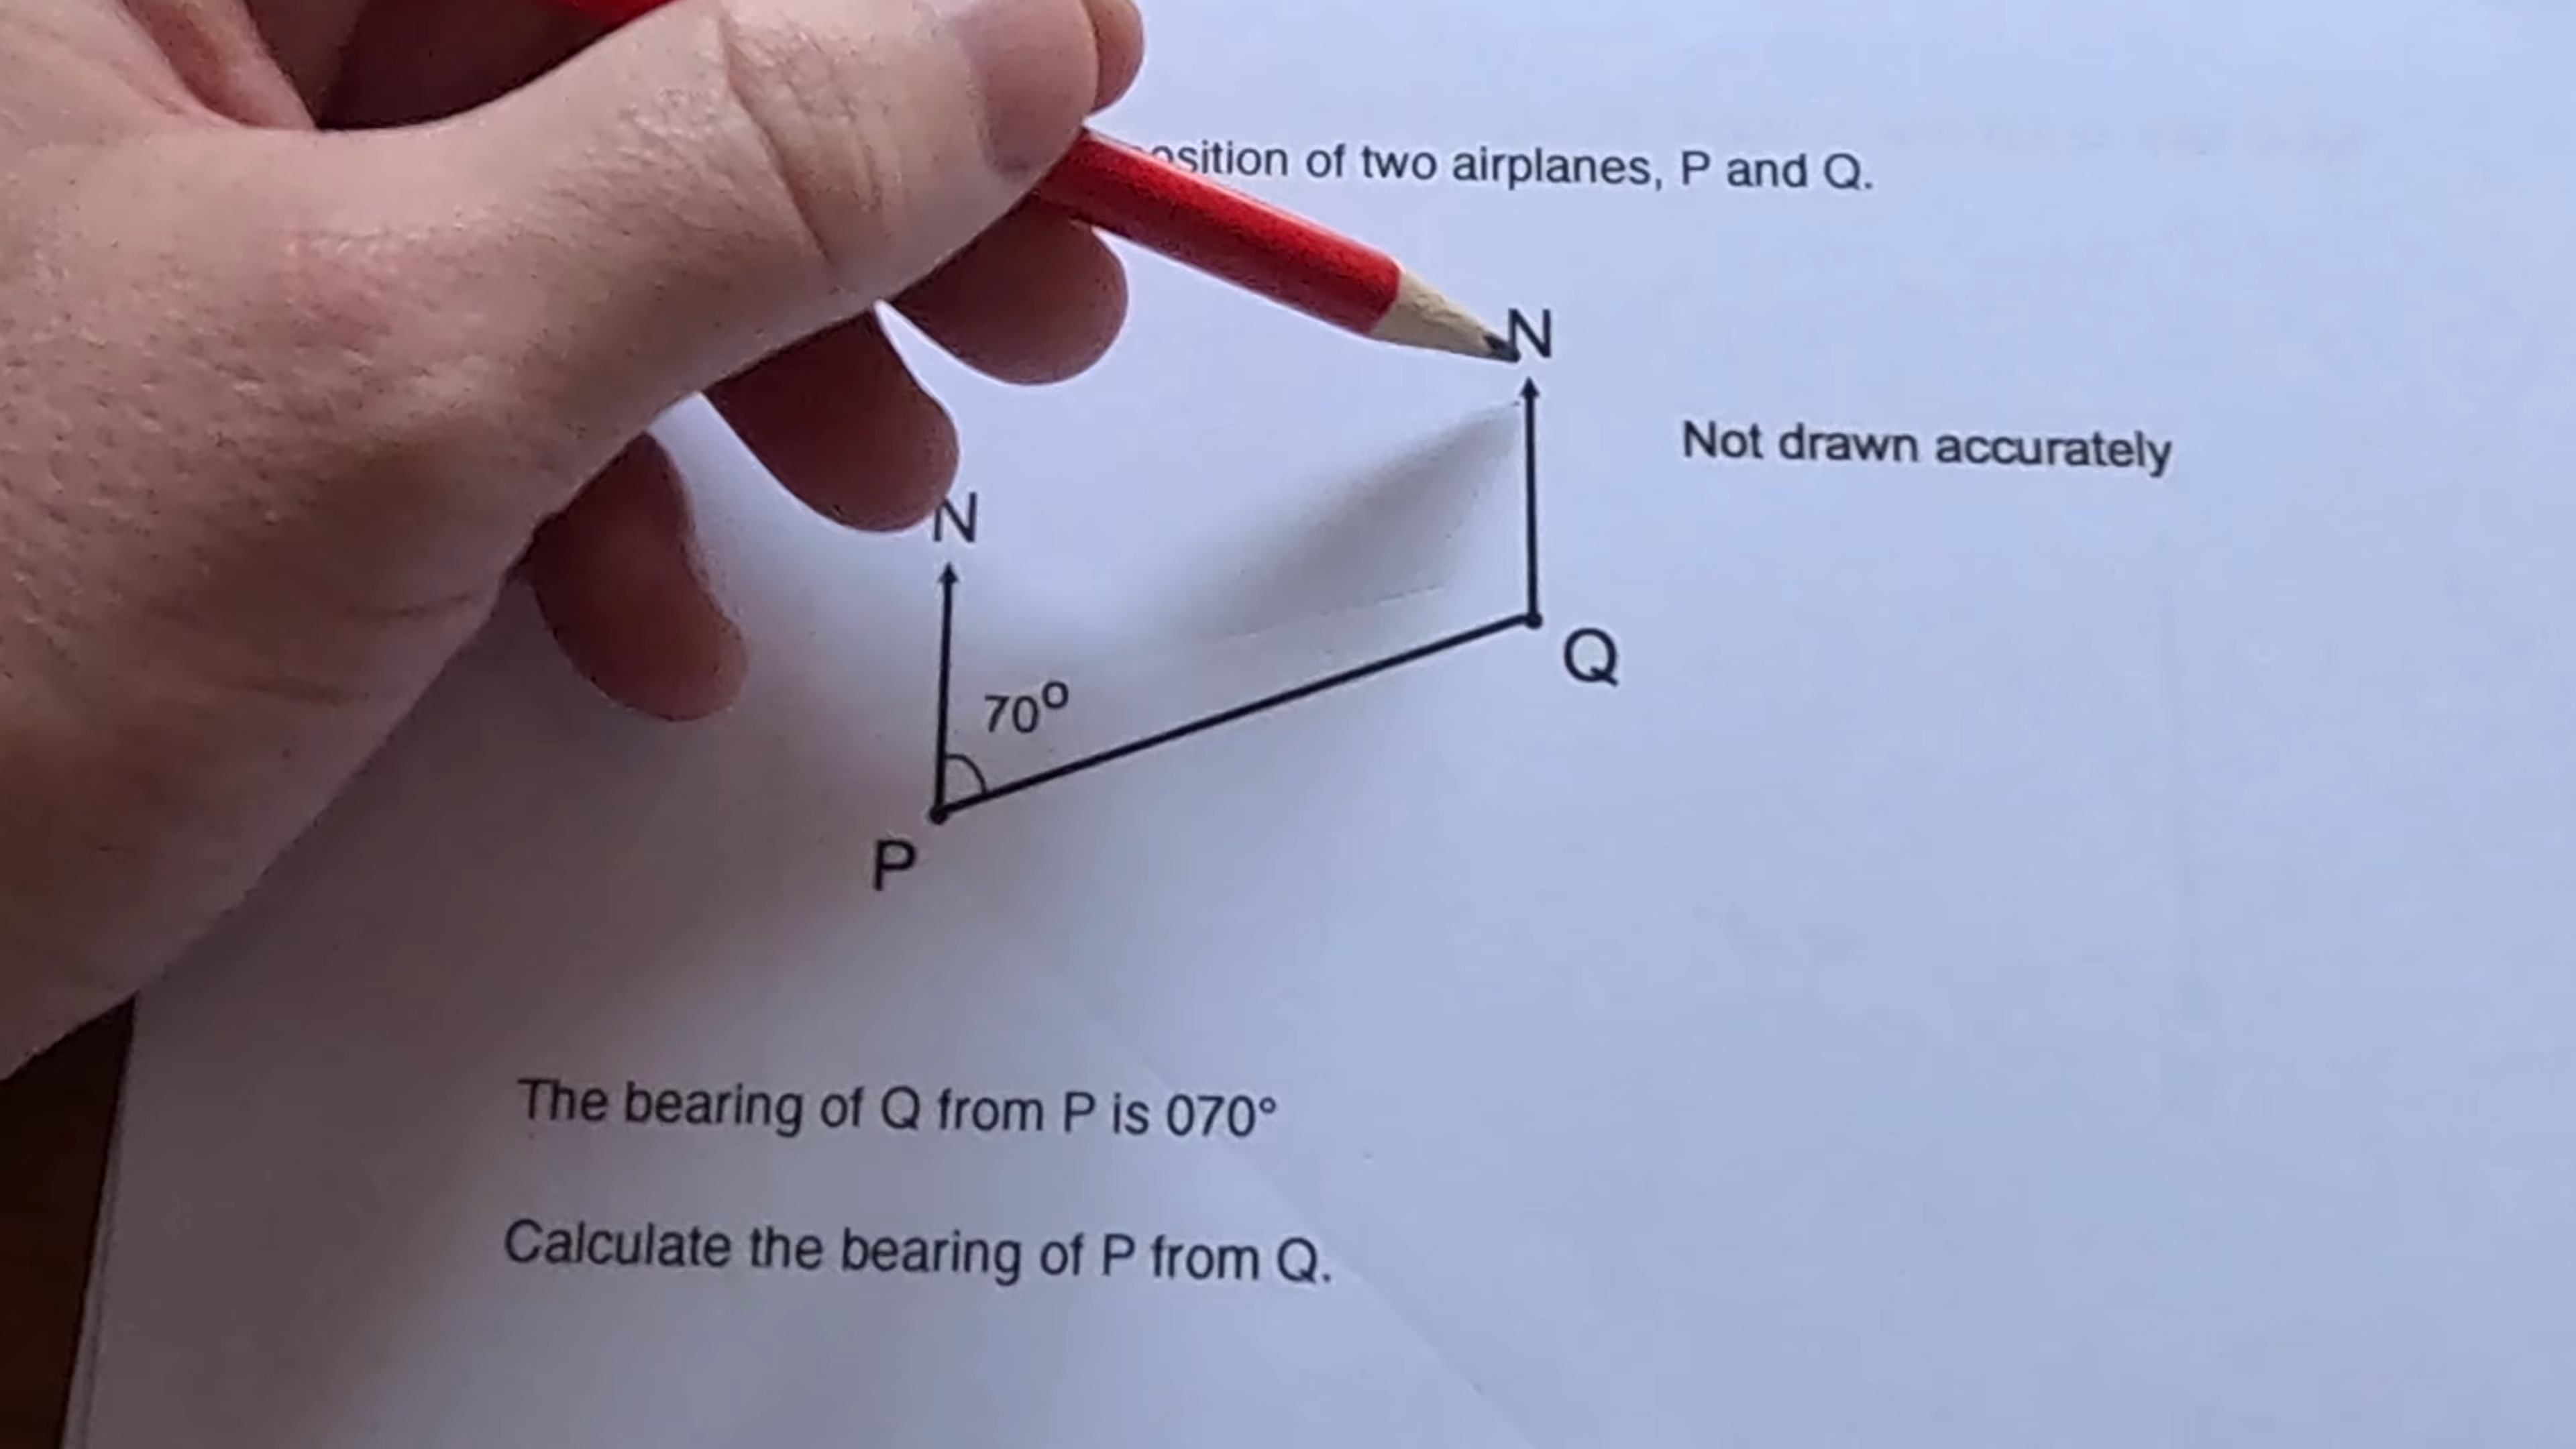 of two airplanes, P and Q.
N
Not drawn accurately
N
70°
Q
P
The bearing of Q from P is 070°
Calculate the bearing of P from Q.